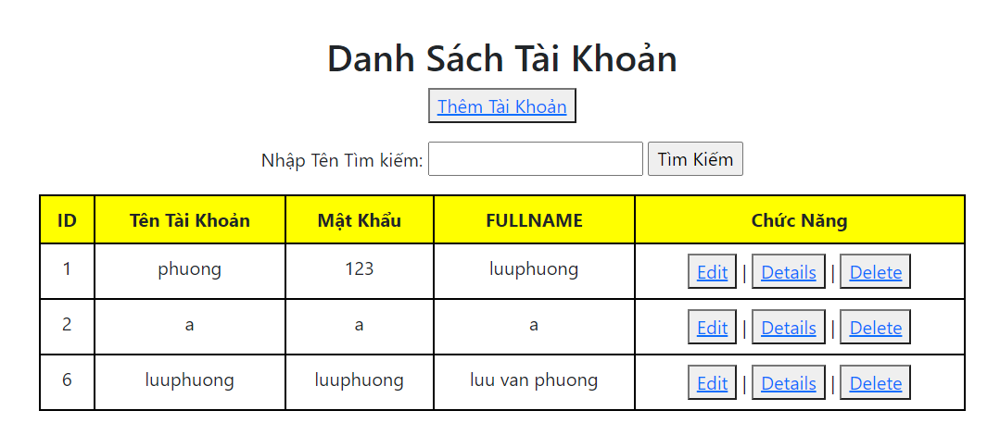 Danh Sách Tài Khoản
Thêm Tài Khoản
Nhập Tên Tìm kiếm: Tìm Kiếm
ID Tên Tài Khoản Mật Khẩu FULLNAME Chức Năng
1 phuong 123 luuphuong Edit | Details | Delete
2 a a a Edit | Details | Delete
6 luuphuong luuphuong luu van phuong Edit | Details | Delete